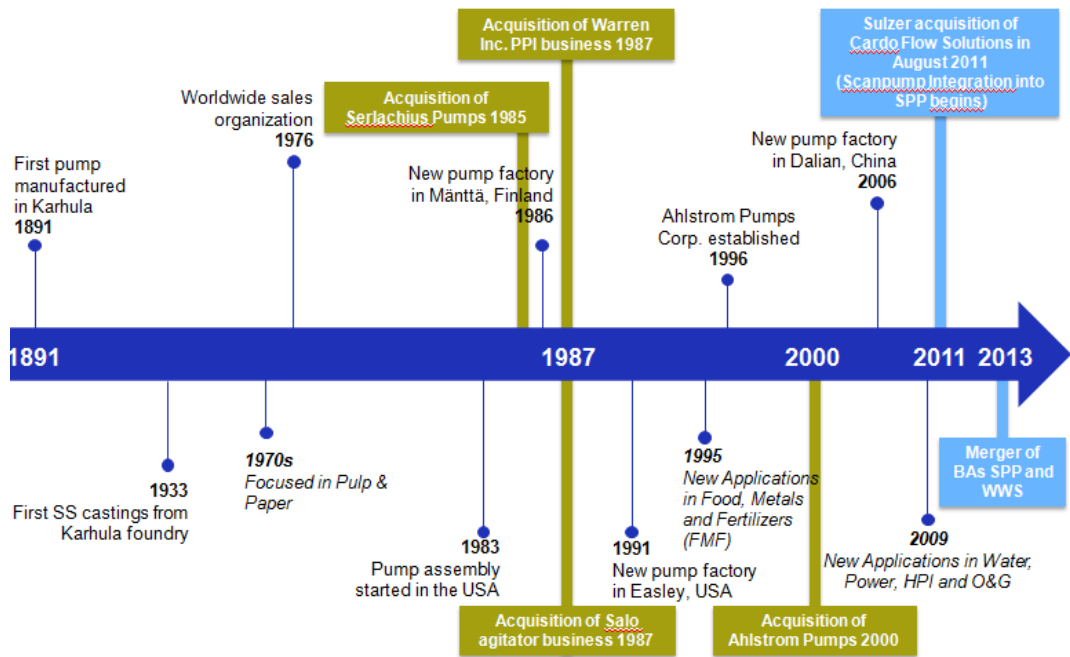 Acquisition of Warren
Inc. PPI business 1987
Sulzer acquisition of
Cardo Flow Solutions in
August 2011
(Scanpump Integration into
SPP begins)
Acquisition of
Serlachius Pumps 1985
Worldwide sales
organization
1976
First pump
manufactured
in Karhula
1891
New pump factory
in Mänttä, Finland
1986
Ahlstrom Pumps
Corp. established
1996
New pump factory
in Dalian, China
2006
1891
1987
2000
2011
2013
1933
First SS castings from
Karhula foundry
1970s
Focused in Pulp &
Paper
1983
Pump assembly
started in the USA
1991
New pump factory
in Easley, USA
1995
New Applications
in Food, Metals
and Fertilizers
(FMF)
2009
New Applications in Water,
Power, HPI and O&G
Merger of
BAs SPP and
WWS
Acquisition of Salo
agitator business 1987
Acquisition of
Ahlstrom Pumps 2000